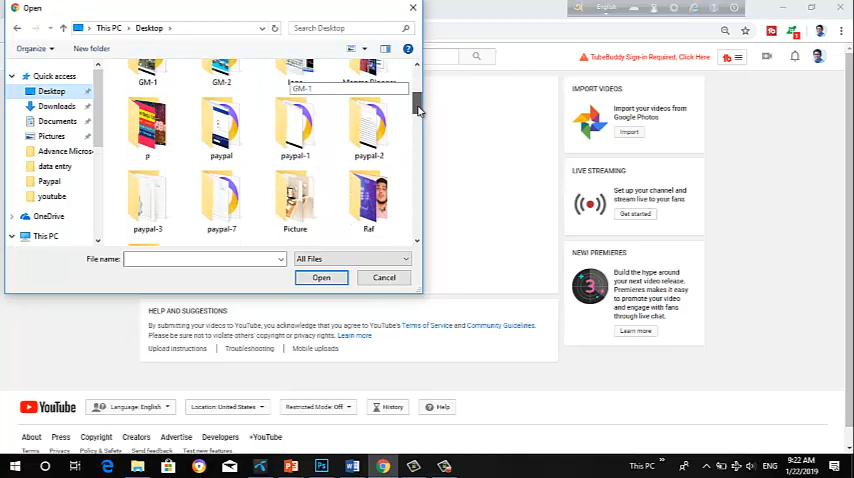 Open
This PC > Desktop >
Search Desktop
Organize
New folder
Quick access
Desktop
Downloads
Documents
Pictures
Advance Micros
data entry
Paypal
youtube
OneDrive
This PC
GM-1
GM-2
GM-1
p
paypal
paypal-1
paypal-2
paypal-3
paypal-7
Picture
Raf
File name:
All Files
Open
Cancel
English
TubeBuddy Sign-in Required, Click Here
IMPORT VIDEOS
Import your videos from
Google Photos
Import
LIVE STREAMING
Set up your channel and
stream live to your fans
Get started
NEW! PREMIERES
Build the hype around
your next video release.
Premieres makes it easy
to promote your video
and engage with fans
through live chat.
Learn more
HELP AND SUGGESTIONS
By submitting your videos to YouTube, you acknowledge that you agree to YouTube's Terms of Service and Community Guidelines.
Please be sure not to violate others' copyright or privacy rights. Learn more
Upload instructions
Troubleshooting
Mobile uploads
YouTube
Language: English
Location: United States
Restricted Mode: Off
History
Help
About Press Copyright Creators Advertise Developers +YouTube
Terms Privacy Policy & Safety Send feedback Test new features
This PC
ENG
9:22 AM
1/22/2019